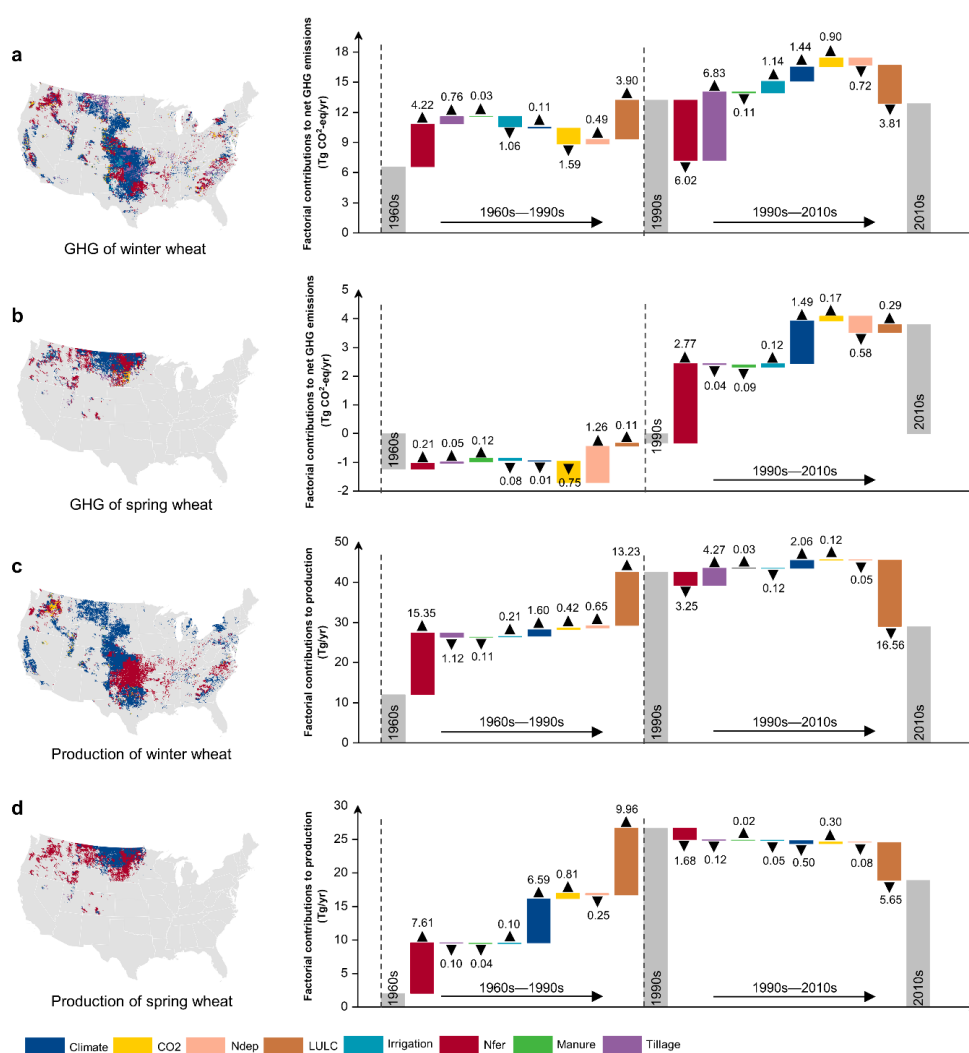 a
GHG of winter wheat
Factorial contributions to net GHG emissions
(Tg CO²-eq/yr)
18
15
12
9
6
3
0
1960s
4.22
0.76
0.03
1.06
0.11
1.59
0.49
3.90
1960s—1990s
1990s
6.02
6.83
0.11
1.14
1.44
0.90
0.72
3.81
1990s—2010s
2010s
b
GHG of spring wheat
Factorial contributions to net GHG emissions
(Tg CO²-eq/yr)
5
4
3
2
1
0
-1
-2
1960s
0.21
0.05
0.12
0.08
0.01
0.75
1.26
0.11
1990s
2.77
0.04
0.09
0.12
1.49
0.17
0.58
0.29
1990s—2010s
2010s
c
Production of winter wheat
Factorial contributions to production
(Tg/yr)
50
40
30
20
10
0
1960s
15.35
1.12
0.11
0.21
1.60
0.42
0.65
13.23
1960s—1990s
1990s
3.25
4.27
0.03
0.12
2.06
0.12
0.05
16.56
1990s—2010s
2010s
d
Production of spring wheat
Factorial contributions to production
(Tg/yr)
30
25
20
15
10
5
0
1960s
7.61
0.10
0.04
0.10
6.59
0.81
0.25
9.96
1960s—1990s
1990s
1.68
0.12
0.02
0.05
0.50
0.30
0.08
5.65
1990s—2010s
2010s
Climate CO2 Ndep LULC Irrigation Nfer Manure Tillage